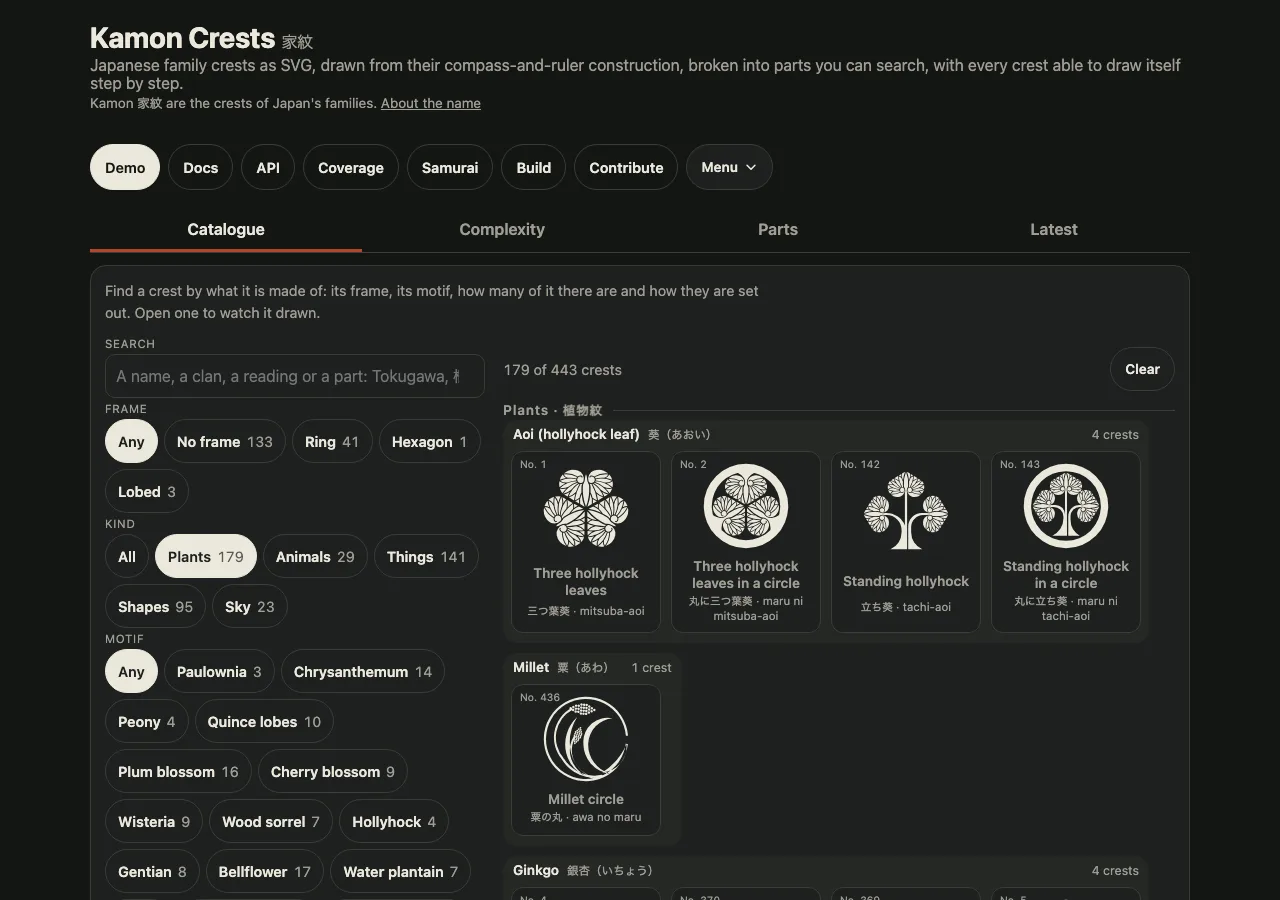 Kamon Crests 家紋
Japanese family crests as SVG, drawn from their compass-and-ruler construction, broken into parts you can search, with every crest able to draw itself
step by step.
Kamon 家紋 are the crests of Japan's families. About the name
Demo
Docs
API
Coverage
Samurai
Build
Contribute
Menu
Catalogue
Complexity
Parts
Latest
Find a crest by what it is made of: its frame, its motif, how many of it there are and how they are set
out. Open one to watch it drawn.
SEARCH
A name, a clan, a reading or a part: Tokugawa,
FRAME
Any
No frame 133
Ring 41
Hexagon 1
Lobed 3
KIND
All
Plants 179
Animals 29
Things 141
Shapes 95
Sky 23
MOTIF
Any
Paulownia 3
Chrysanthemum 14
Peony 4
Quince lobes 10
Plum blossom 16
Cherry blossom 9
Wisteria 9
Wood sorrel 7
Hollyhock 4
Gentian 8
Bellflower 17
Water plantain 7
179 of 443 crests
Clear
Plants · 植物紋
Aoi (hollyhock leaf) 葵（あおい）
4 crests
No. 1
Three hollyhock
leaves
三つ葉葵 · mitsuba-aoi
No. 2
Three hollyhock
leaves in a circle
丸に三つ葉葵 · maru ni
mitsuba-aoi
No. 142
Standing hollyhock
立ち葵 · tachi-aoi
No. 143
Standing hollyhock
in a circle
丸に立ち葵 · maru ni
tachi-aoi
Millet 粟（あわ）
1 crest
No. 436
Millet circle
粟の丸 · awa no maru
Ginkgo 銀杏（いちょう）
4 crests
No. 4
No. 370
No. 360
No. 5